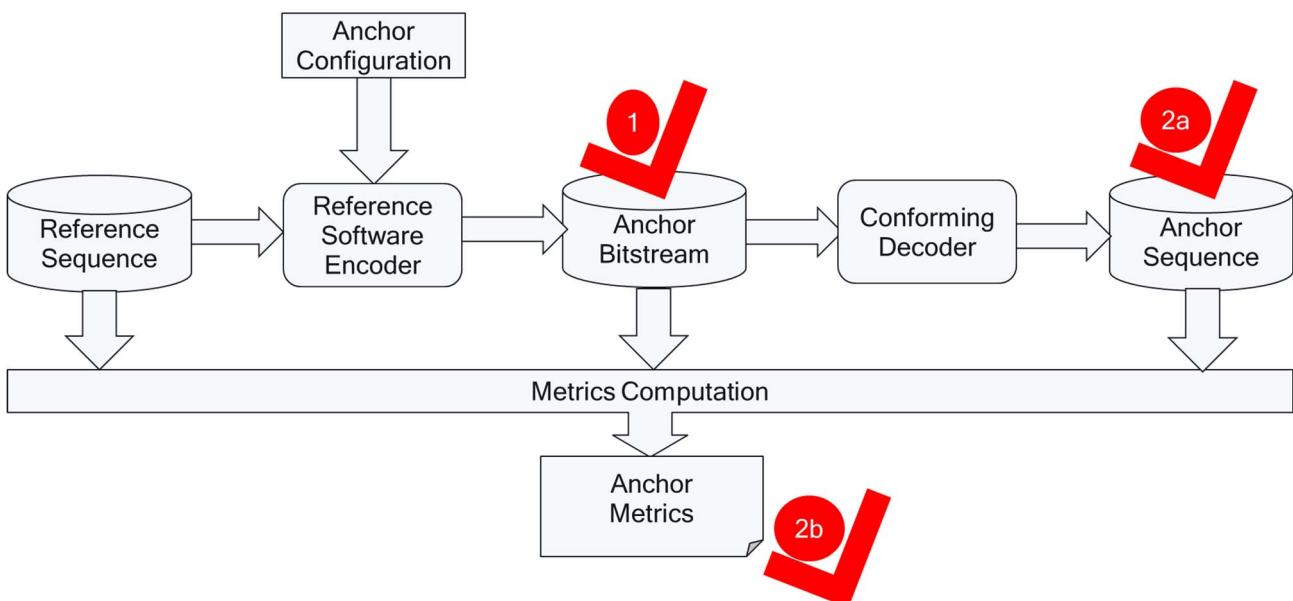 Anchor
Configuration
1
2a
Reference
Sequence
Reference
Software
Encoder
Anchor
Bitstream
Conforming
Decoder
Anchor
Sequence
Metrics Computation
Anchor
Metrics
2b